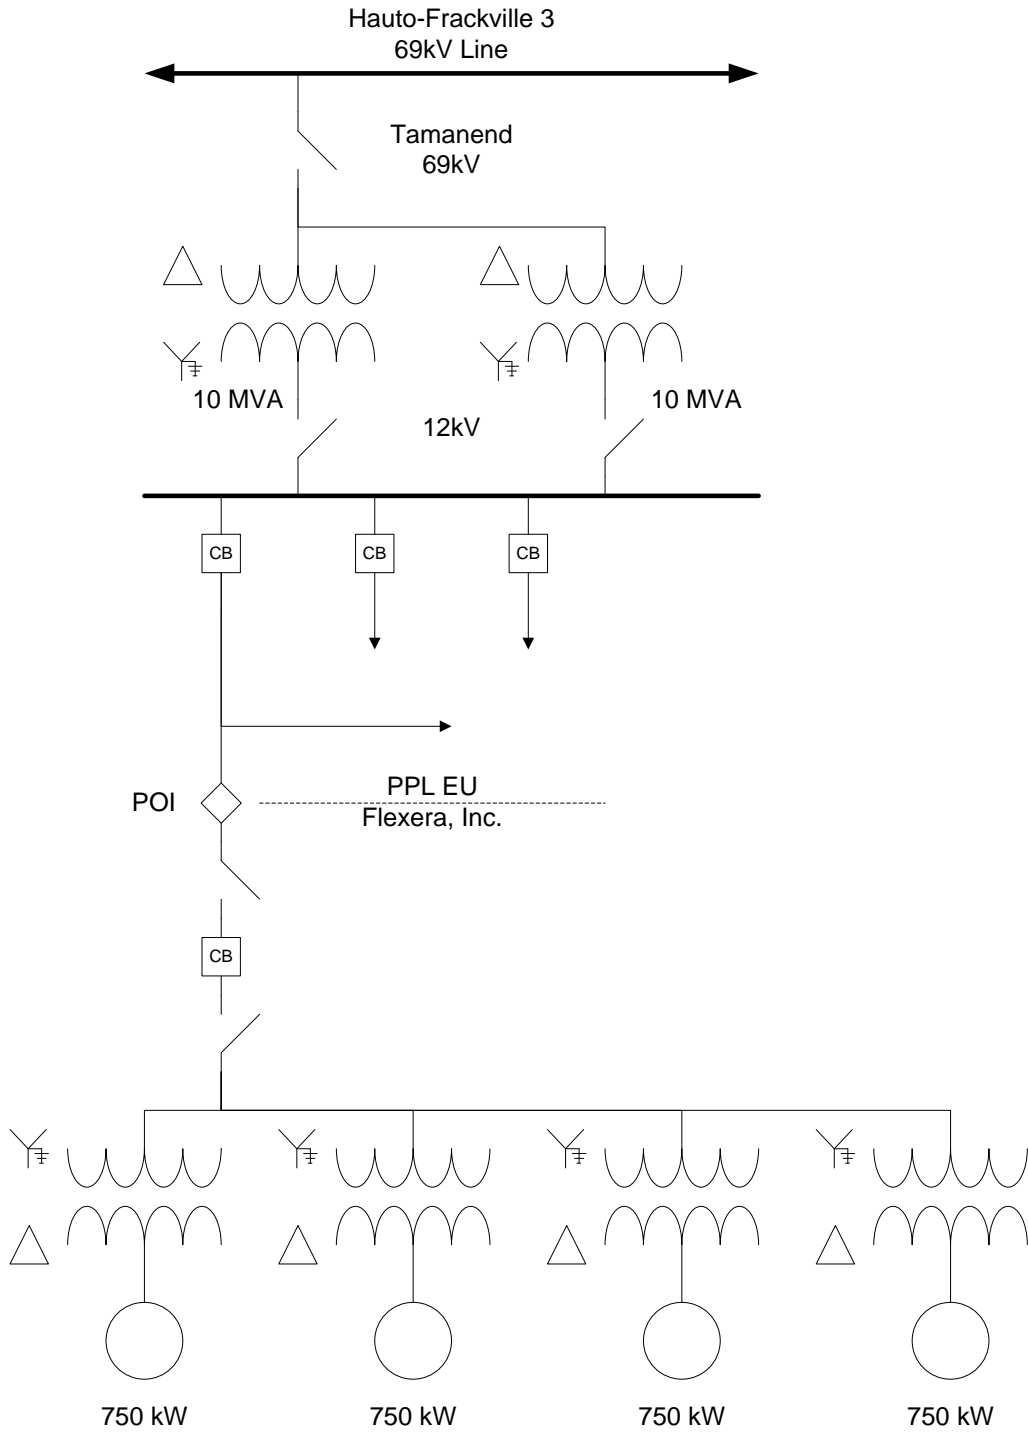 Hauto-Frackville 3
69kV Line
Tamanend
69kV
10 MVA
10 MVA
12kV
CB
CB
CB
POI
PPL EU
Flexera, Inc.
CB
750 kW
750 kW
750 kW
750 kW